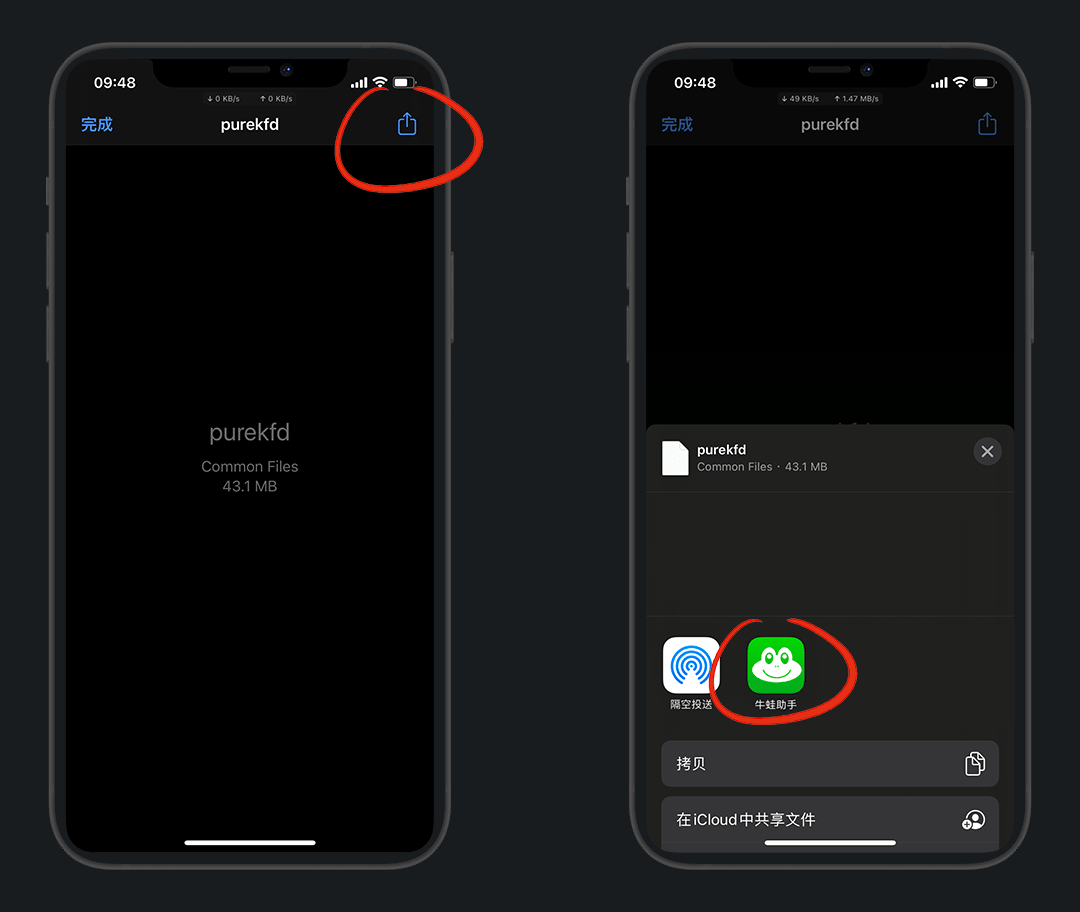 09:48
↓ 0 KB/s ↑ 0 KB/s
完成 purekfd
purekfd
Common Files
43.1 MB
09:48
↓ 49 KB/s ↑ 1.47 MB/s
完成 purekfd
purekfd
Common Files · 43.1 MB
隔空投送 牛蛙助手
拷贝
在iCloud中共享文件